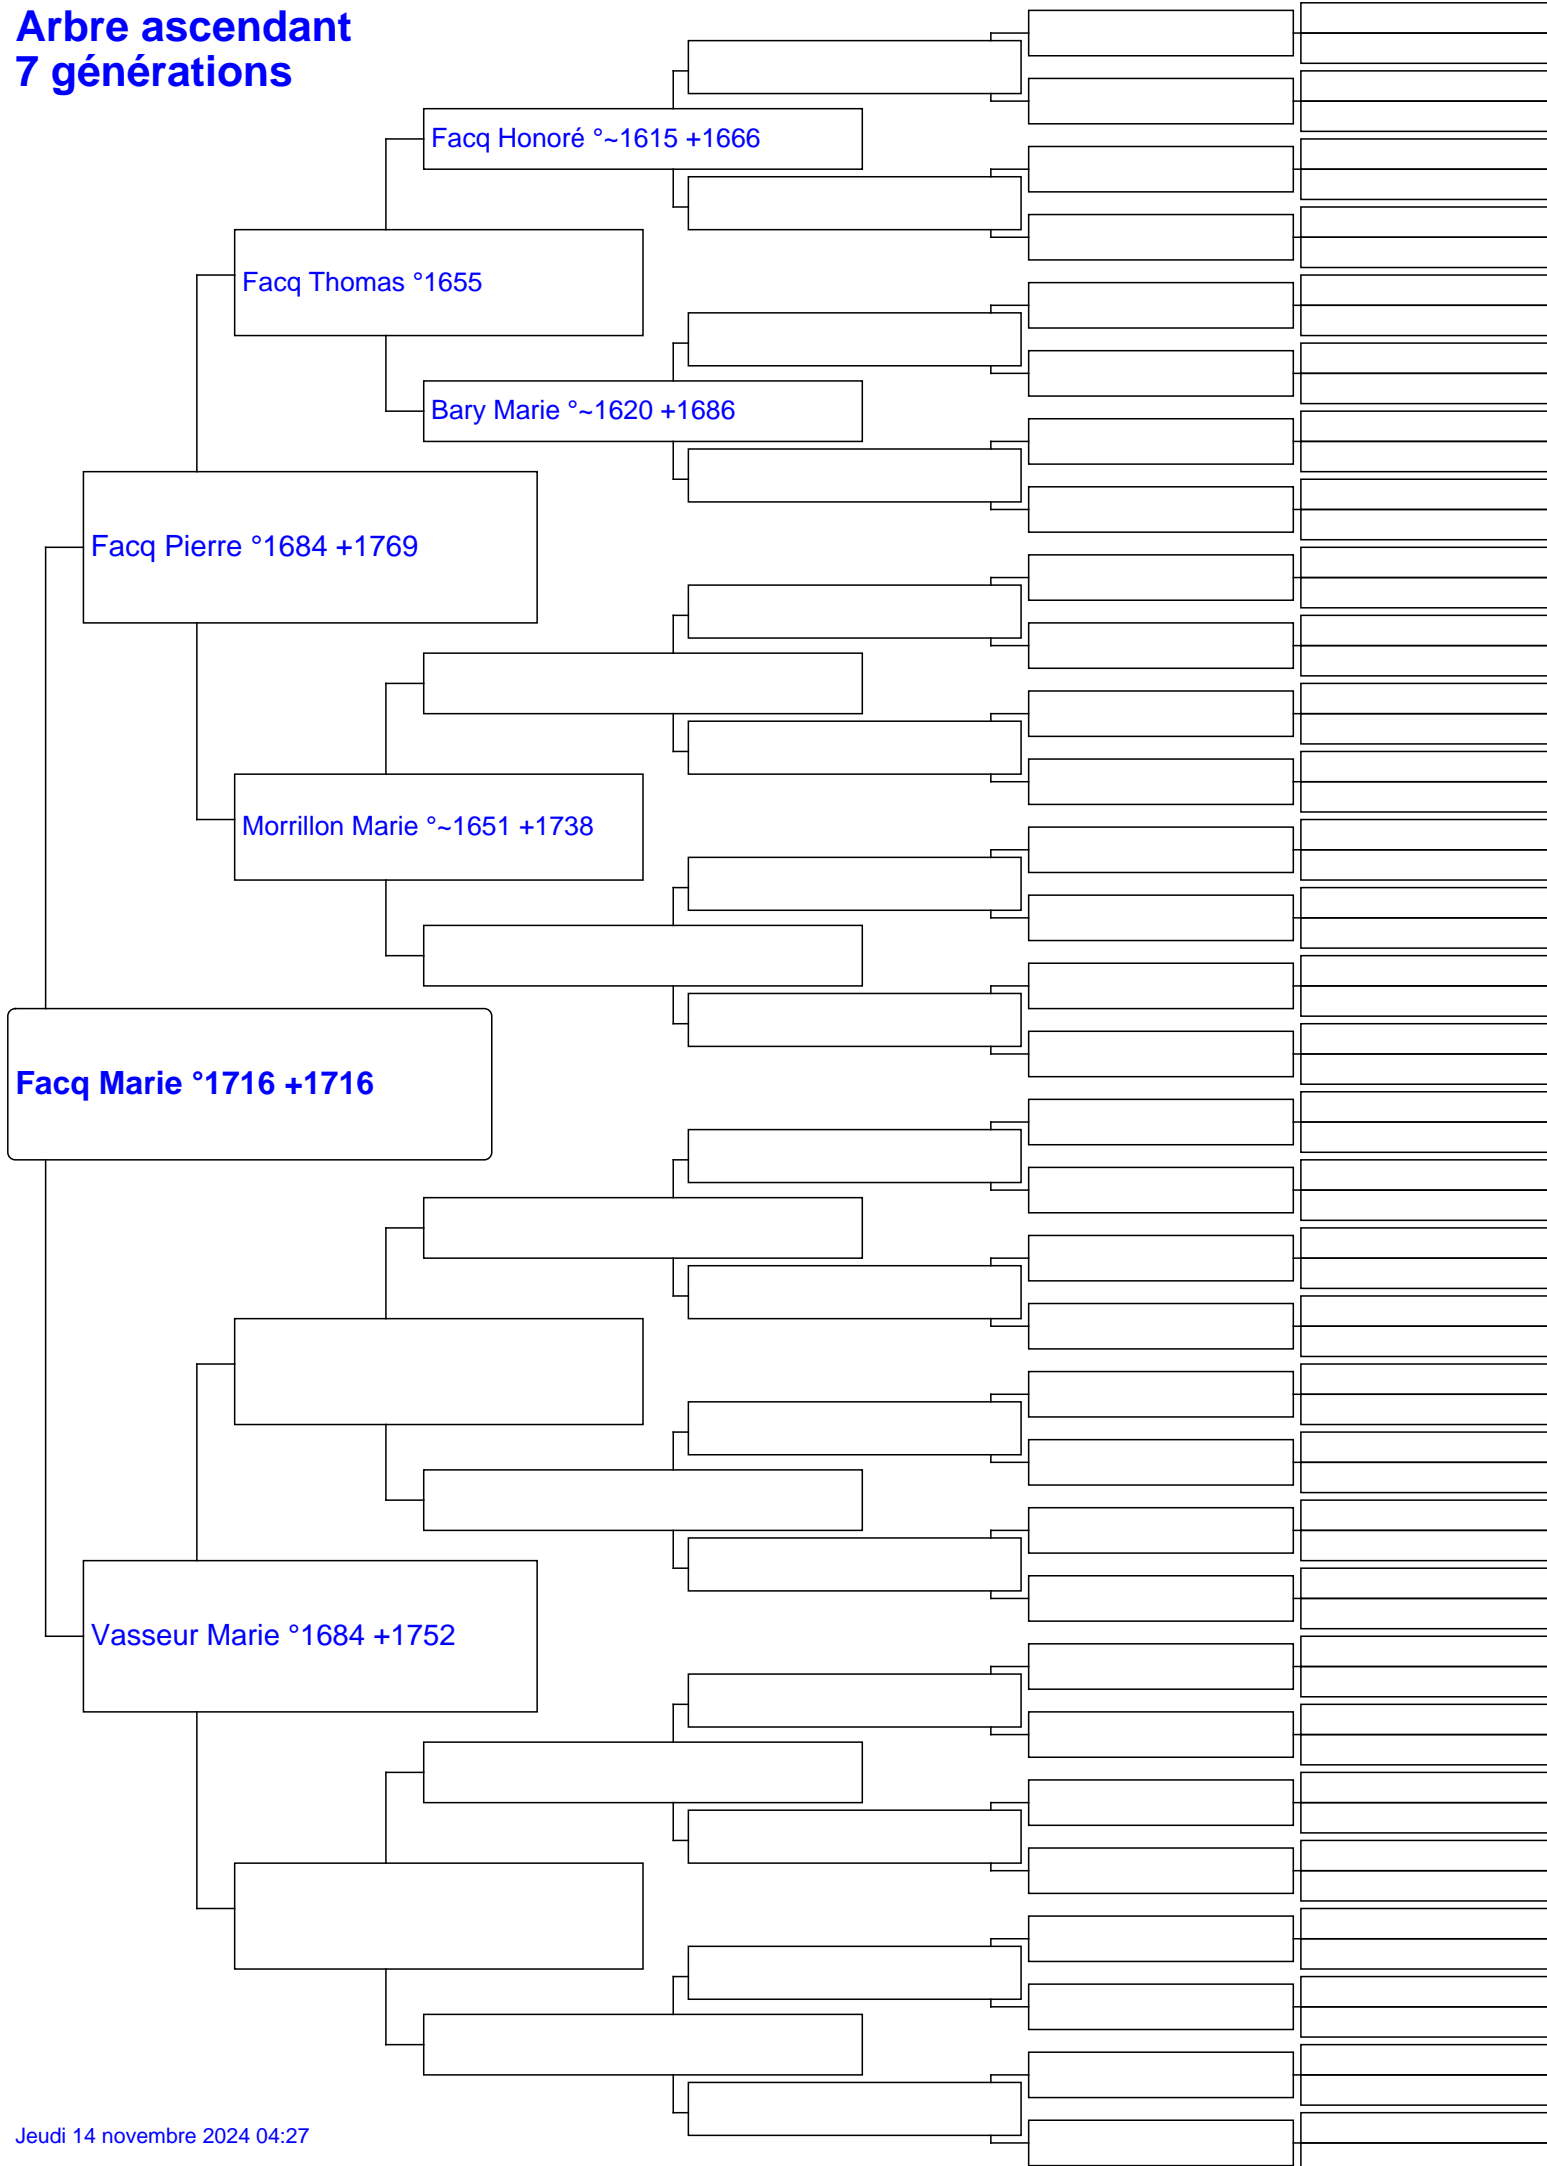 Arbre ascendant
7 générations
Facq Honoré °~1615 +1666
Facq Thomas °1655
Bary Marie °~1620 +1686
Facq Pierre °1684 +1769
Morrillon Marie °~1651 +1738
Facq Marie °1716 +1716
Vasseur Marie °1684 +1752
Jeudi 14 novembre 2024 04:27